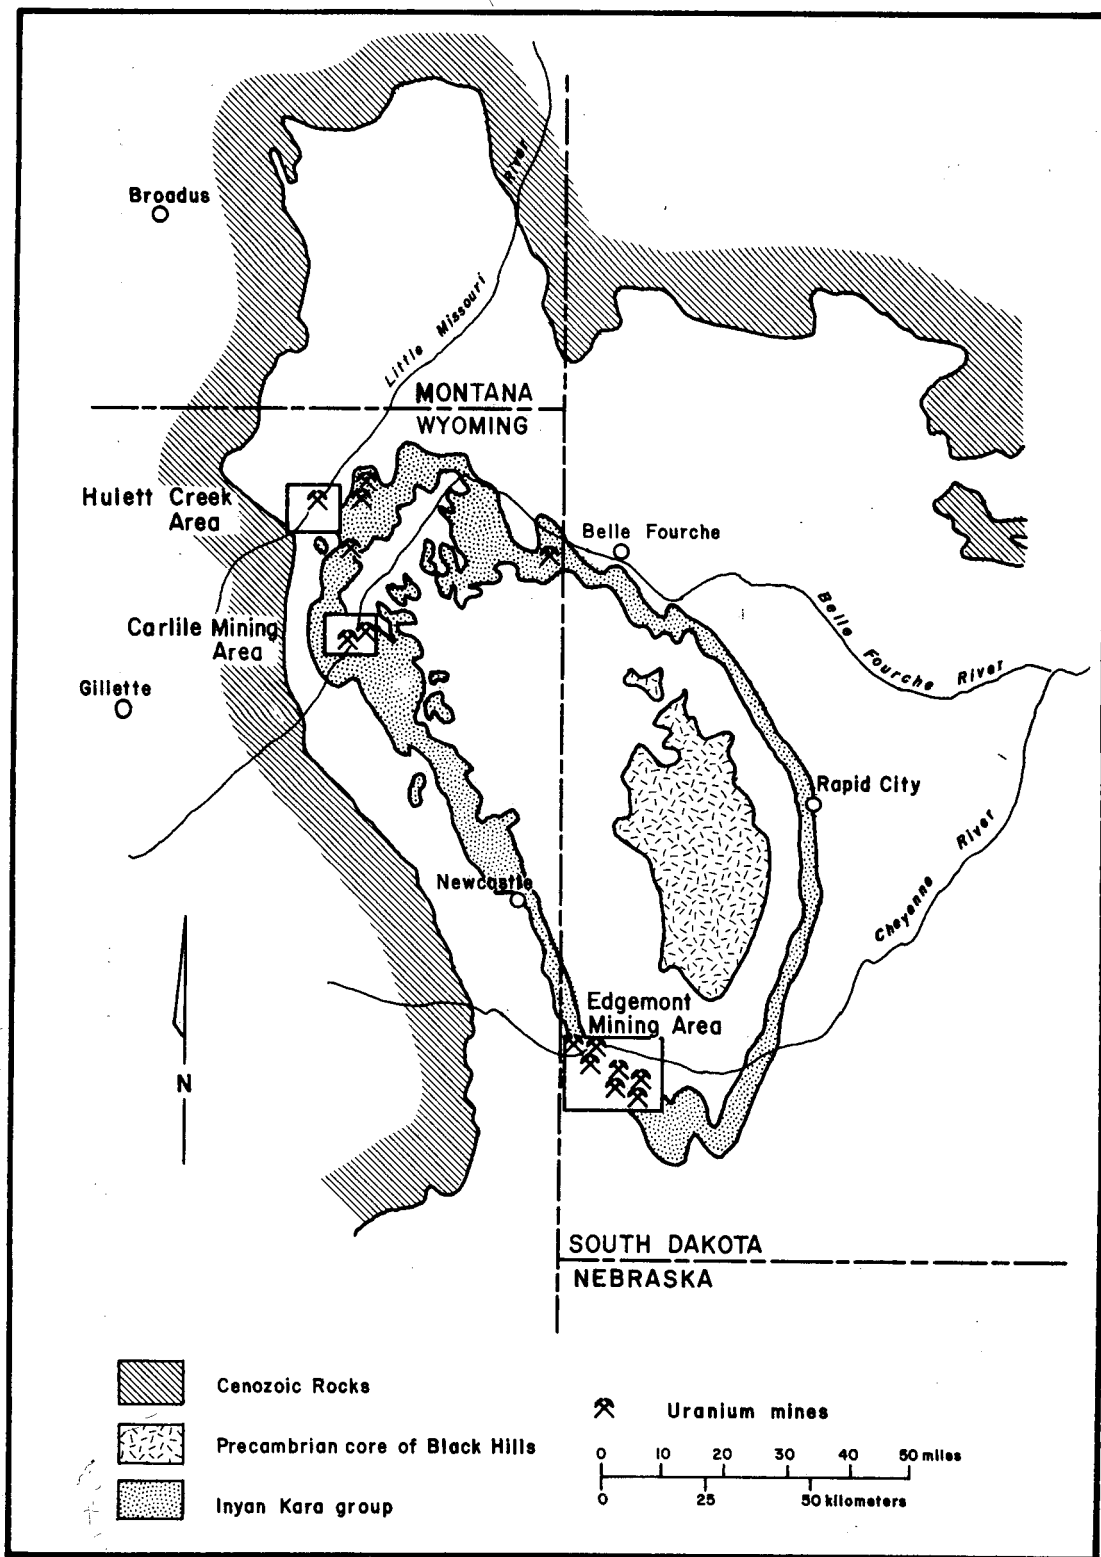 Broadus
River
Little Missouri
MONTANA
WYOMING
Hulett Creek
Area
Belle Fourche
Carlile Mining
Area
Belle Fourche River
Gillette
Rapid City
Newcastle
Cheyenne River
Edgemont
Mining Area
N
SOUTH DAKOTA
NEBRASKA
Cenozoic Rocks
Precambrian core of Black Hills
Inyan Kara group
Uranium mines
0 10 20 30 40 50 miles
0 25 50 kilometers